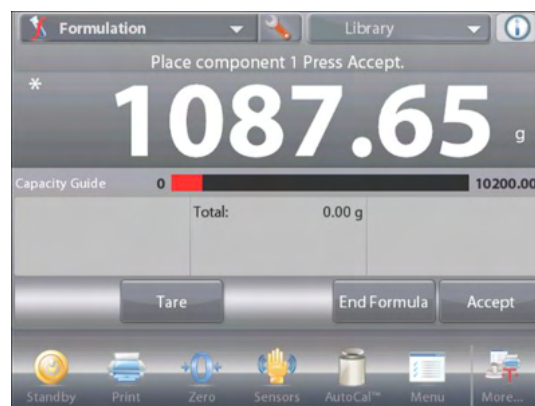 Formulation Library
Place component 1 Press Accept.
* 1087.65 g
Capacity Guide 0 10200.00
Total: 0.00 g
Tare End Formula Accept
Standby Print Zero Sensors AutoCal™ Menu More...